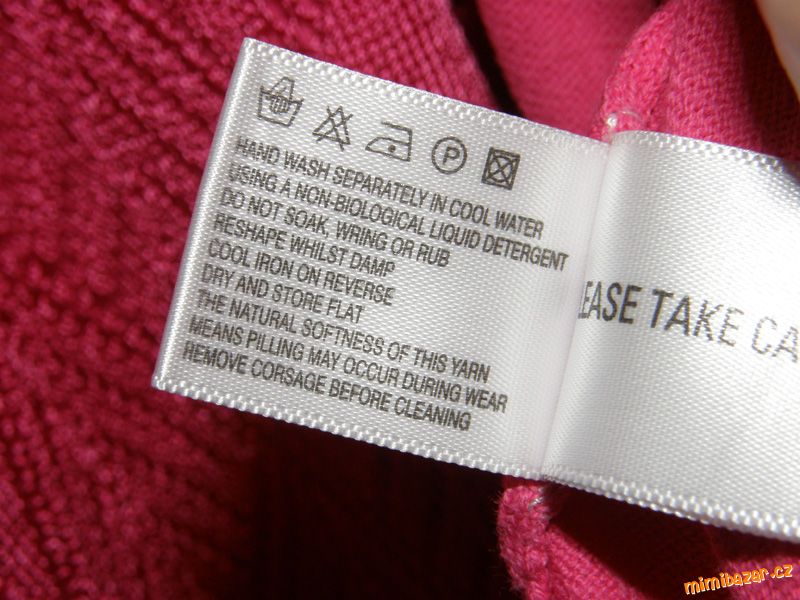 P
HAND WASH SEPARATELY IN COOL WATER
USING A NON-BIOLOGICAL LIQUID DETERGENT
DO NOT SOAK, WRING OR RUB
RESHAPE WHILST DAMP
COOL IRON ON REVERSE
DRY AND STORE FLAT
THE NATURAL SOFTNESS OF THIS YARN
MEANS PILLING MAY OCCUR DURING WEAR
REMOVE CORSAGE BEFORE CLEANING
EASE TAKE CA
mimibazar.cz